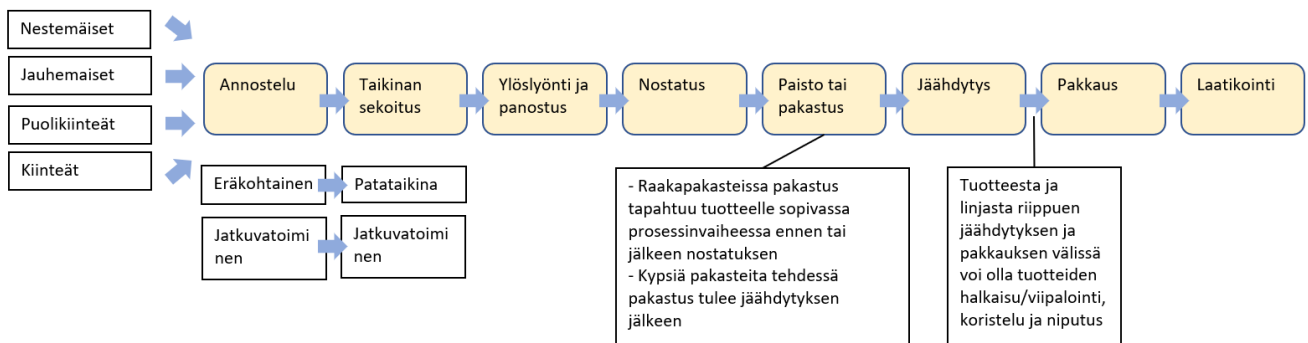 Nestemäiset
Jauhemaiset
Puolikiinteät
Kiinteät
Annostelu
Taikinan
sekoitus
Ylöslyönti ja
panostus
Nostatus
Paisto tai
pakastus
Jäähdytys
Pakkaus
Laatikointi
Eräkohtainen
Patataikina
Jatkuvatoimi
nen
Jatkuvatoimi
nen
- Raakapakasteissa pakastus
tapahtuu tuotteelle sopivassa
prosessinvaiheessa ennen tai
jälkeen nostatuksen
- Kypsiä pakasteita tehdessä
pakastus tulee jäähdytyksen
jälkeen
Tuotteesta ja
linjasta riippuen
jäähdytyksen ja
pakkauksen välissä
voi olla tuotteiden
halkaisu/viipalointi,
koristelu ja niputus